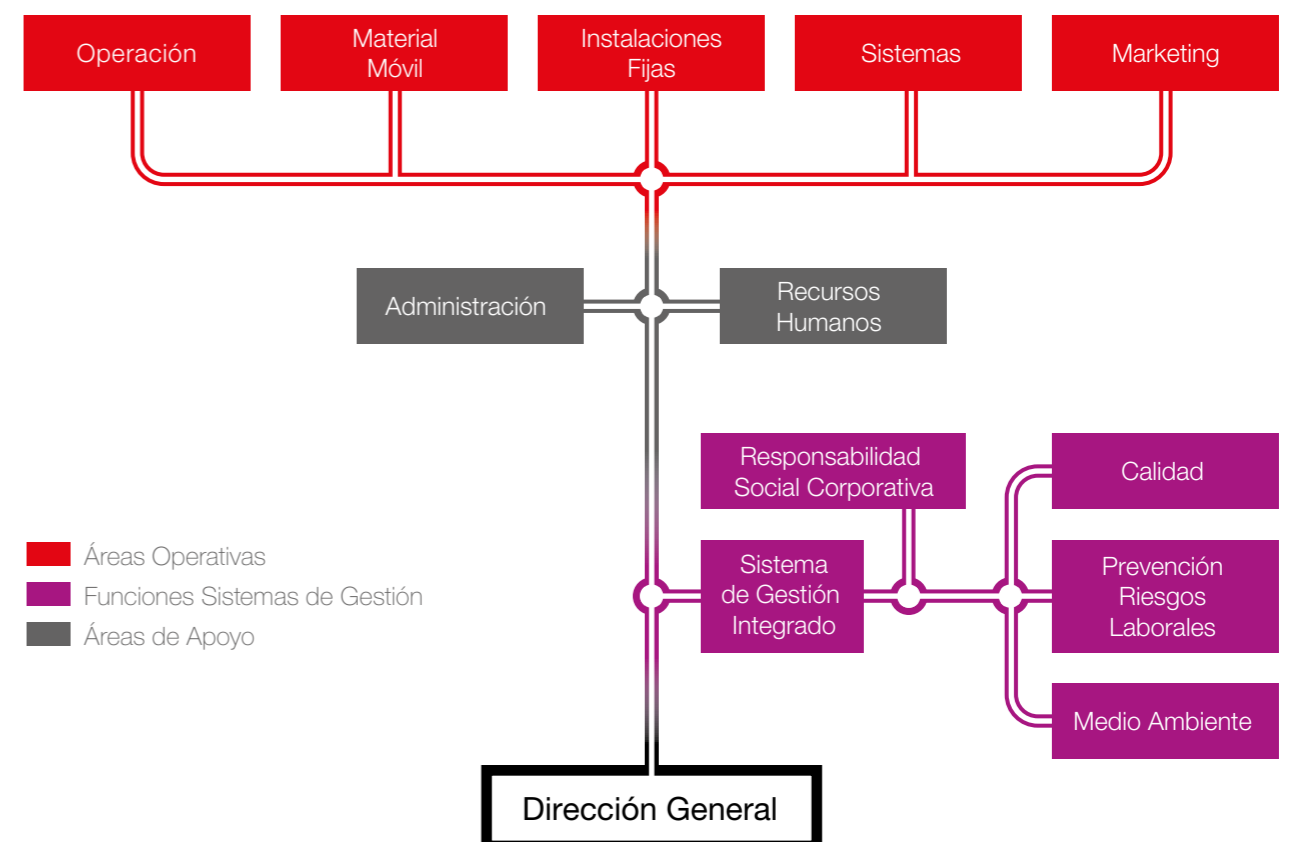 Operación
Material
Móvil
Instalaciones
Fijas
Sistemas
Marketing
Administración
Recursos
Humanos
Responsabilidad
Social Corporativa
Calidad
Sistema
de Gestión
Integrado
Prevención
Riesgos
Laborales
Medio Ambiente
Áreas Operativas
Funciones Sistemas de Gestión
Áreas de Apoyo
Dirección General